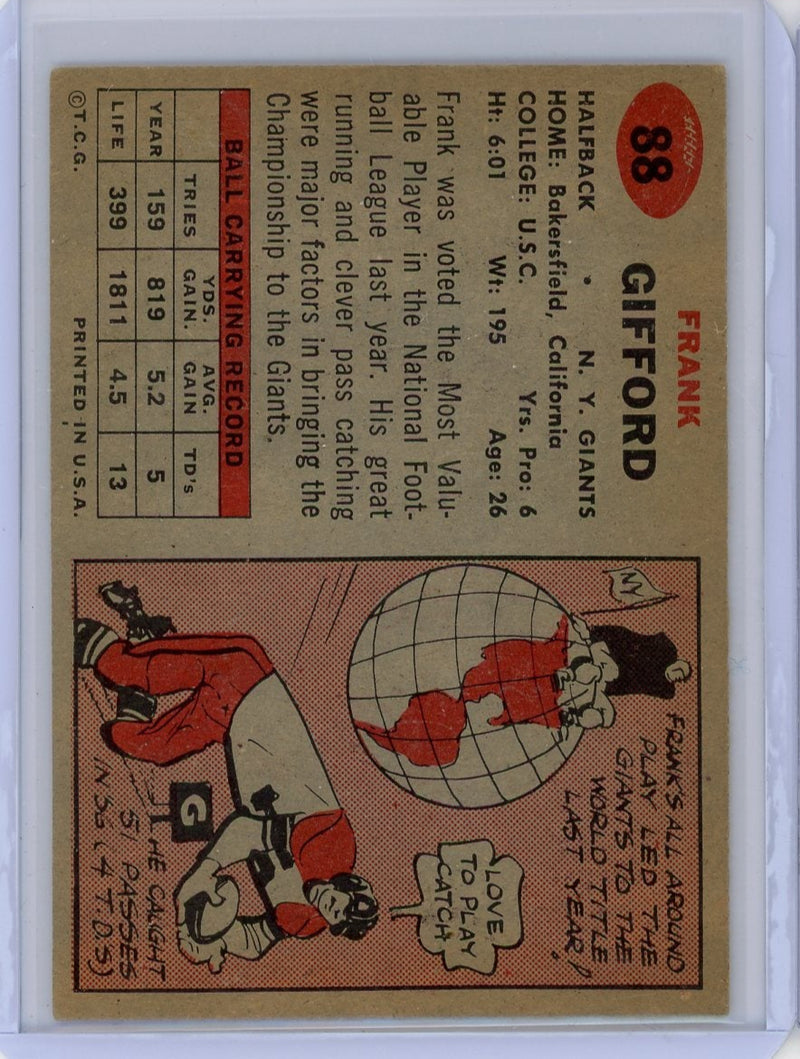 88
FRANK
GIFFORD
HALFBACK • N. Y. GIANTS
HOME: Bakersfield, California
COLLEGE: U.S.C. Yrs. Pro: 6
Ht: 6:01 Wt: 195 Age: 26
Frank was voted the Most Valu-
able Player in the National Foot-
ball League last year. His great
running and clever pass catching
were major factors in bringing the
Championship to the Giants.
BALL CARRYING RECORD
TRIES YDS. GAIN. AVG. GAIN TD's
YEAR 159 819 5.2 5
LIFE 399 1811 4.5 13
©T.C.G. PRINTED IN U.S.A.
FRANK'S ALL AROUND
PLAY LED THE
GIANTS TO THE
WORLD TITLE
LAST YEAR!
NY
I LOVE
TO PLAY
CATCH
G
HE CAUGHT
51 PASSES
IN 56 (4 T.D.S)